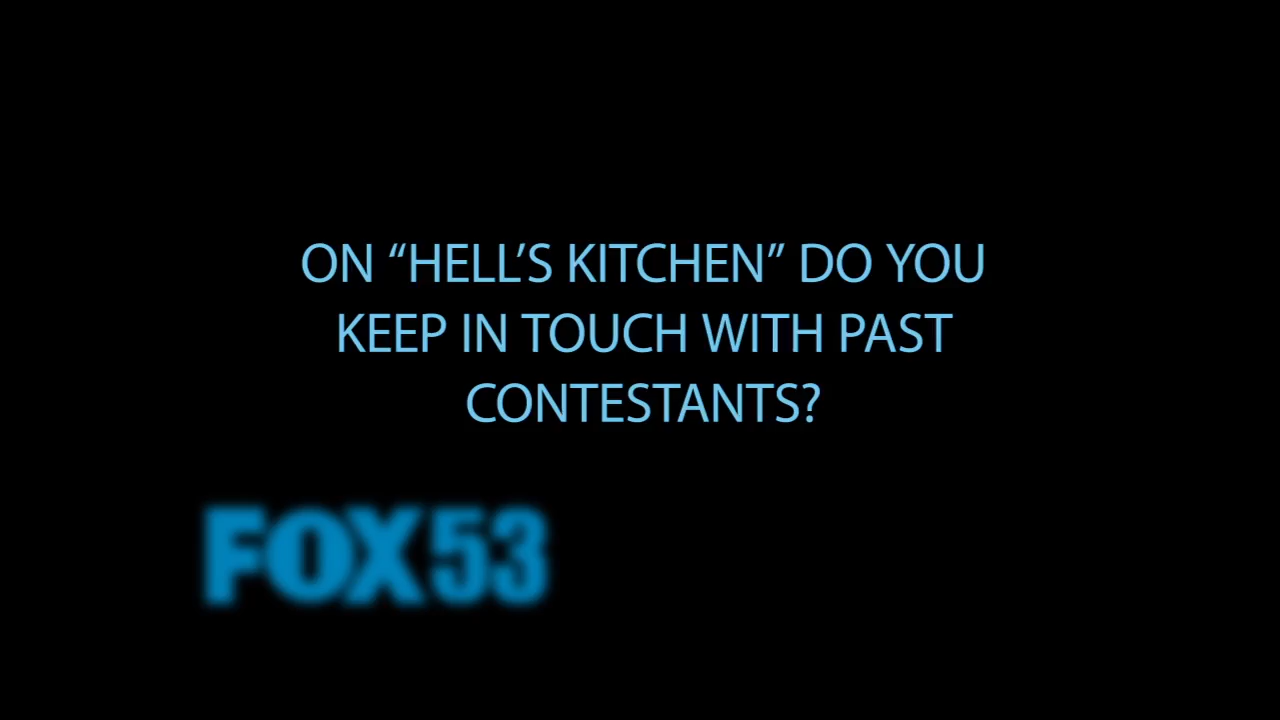 ON “HELL’S KITCHEN” DO YOU
KEEP IN TOUCH WITH PAST
CONTESTANTS?
FOX53